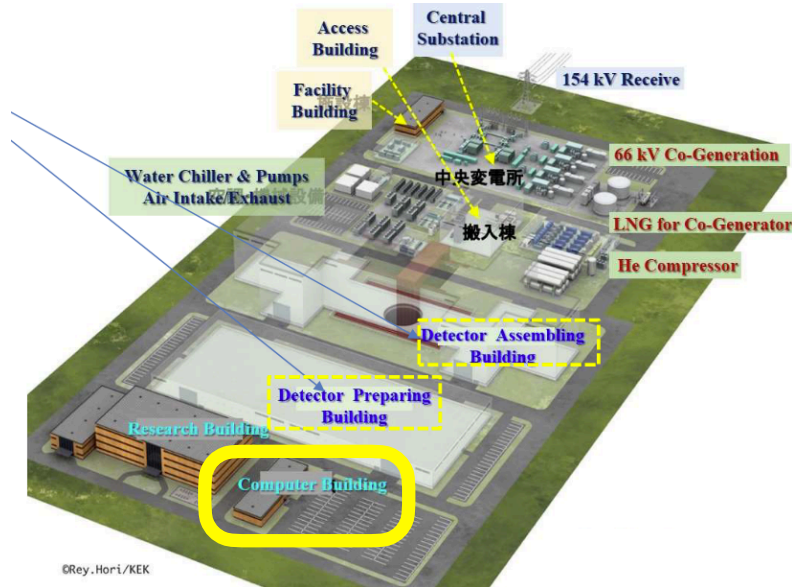 Access
Building
Central
Substation
154 kV Receive
Facility
Building
66 kV Co-Generation
Water Chiller & Pumps
Air Intake/Exhaust
中央変電所
搬入棟
LNG for Co-Generator
He Compressor
Detector Assembling
Building
Detector Preparing
Building
Research Building
Computer Building
©Rey.Hori/KEK